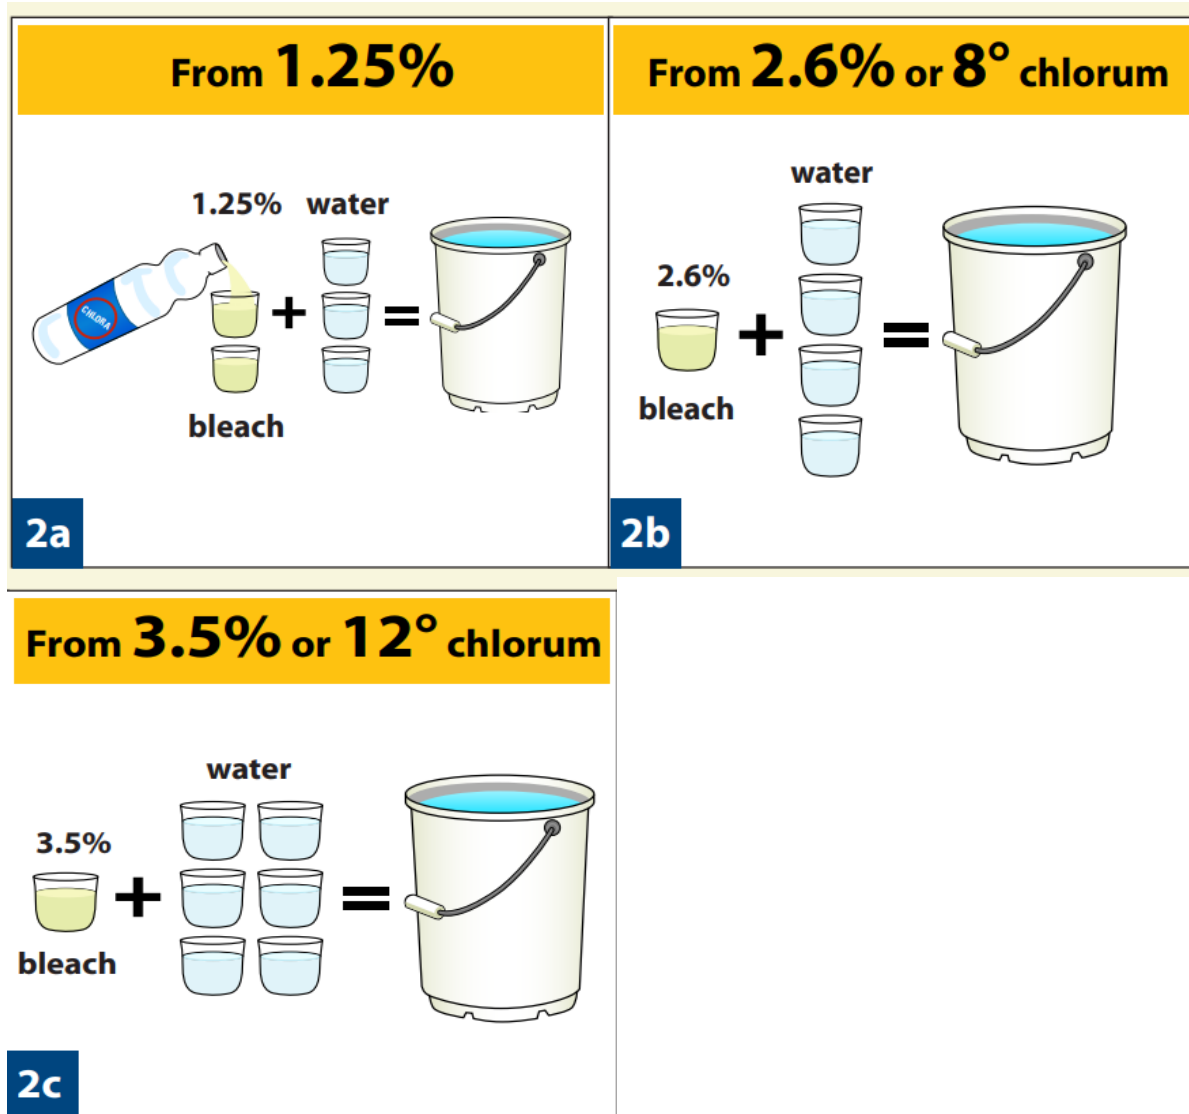 From 1.25%
1.25% water
CHLORA
bleach
2a
From 2.6% or 8° chlorum
water
2.6%
bleach
2b
From 3.5% or 12° chlorum
water
3.5%
bleach
2c